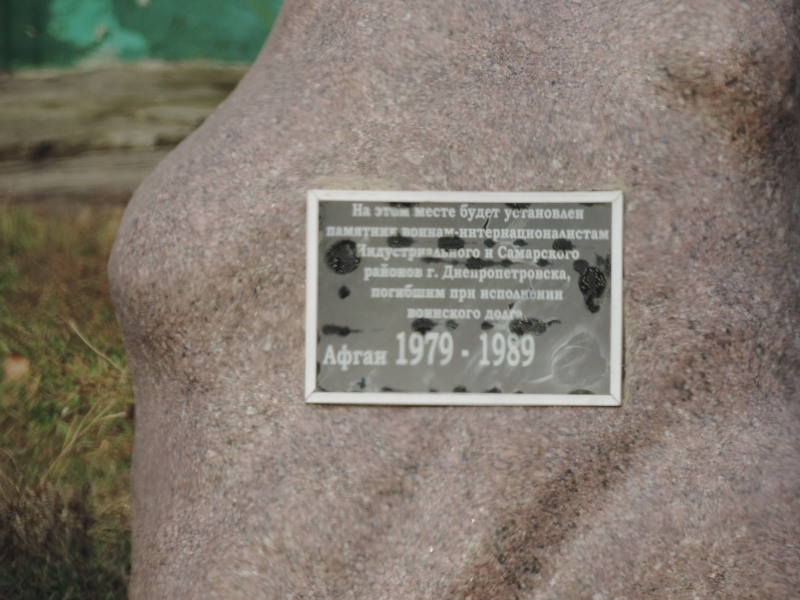 На этом месте будет установлен
памятник воинам-интернационалистам
Индустриального и Самарского
районов г. Днепропетровска,
погибшим при исполнении
воинского долга
Афган 1979 - 1989